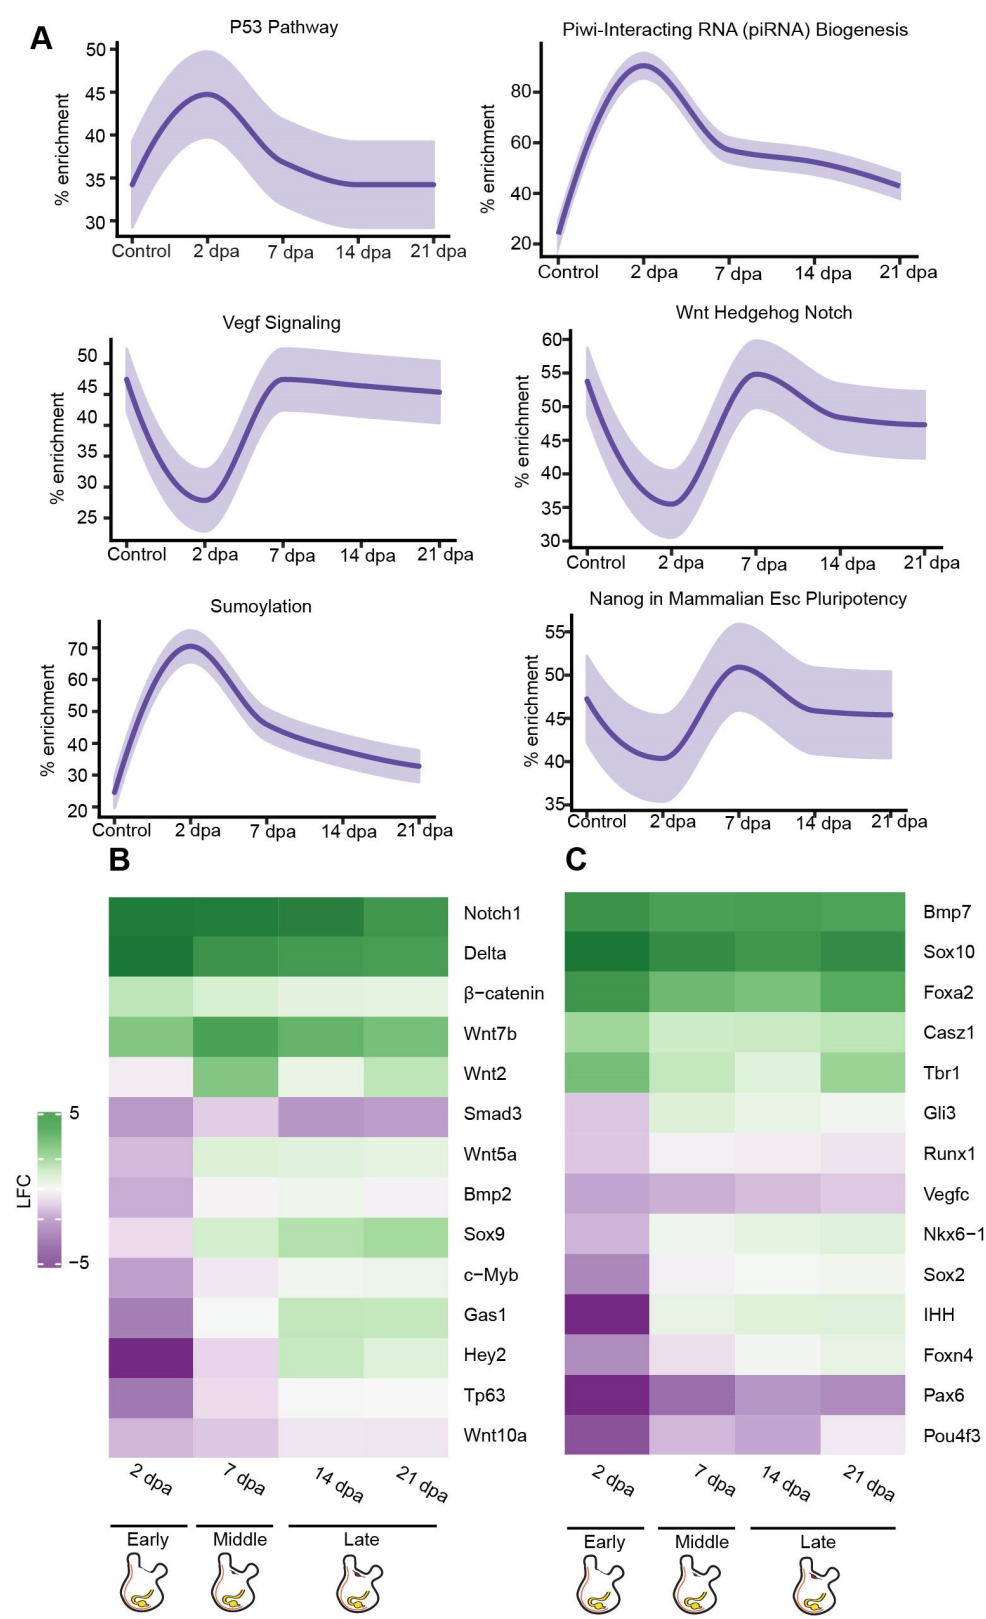 A
P53 Pathway
% enrichment
50
45
40
35
30
Control 2 dpa 7 dpa 14 dpa 21 dpa
Piwi-Interacting RNA (piRNA) Biogenesis
% enrichment
80
60
40
20
Control 2 dpa 7 dpa 14 dpa 21 dpa
Vegf Signaling
% enrichment
50
45
40
35
30
25
Control 2 dpa 7 dpa 14 dpa 21 dpa
Wnt Hedgehog Notch
% enrichment
60
55
50
45
40
35
30
Control 2 dpa 7 dpa 14 dpa 21 dpa
Sumoylation
% enrichment
70
60
50
40
30
20
Control 2 dpa 7 dpa 14 dpa 21 dpa
Nanog in Mammalian Esc Pluripotency
% enrichment
55
50
45
40
35
Control 2 dpa 7 dpa 14 dpa 21 dpa
B
LFC
5
−5
Notch1
Delta
β−catenin
Wnt7b
Wnt2
Smad3
Wnt5a
Bmp2
Sox9
c−Myb
Gas1
Hey2
Tp63
Wnt10a
2 dpa 7 dpa 14 dpa 21 dpa
Early Middle Late
C
Bmp7
Sox10
Foxa2
Casz1
Tbr1
Gli3
Runx1
Vegfc
Nkx6−1
Sox2
IHH
Foxn4
Pax6
Pou4f3
2 dpa 7 dpa 14 dpa 21 dpa
Early Middle Late